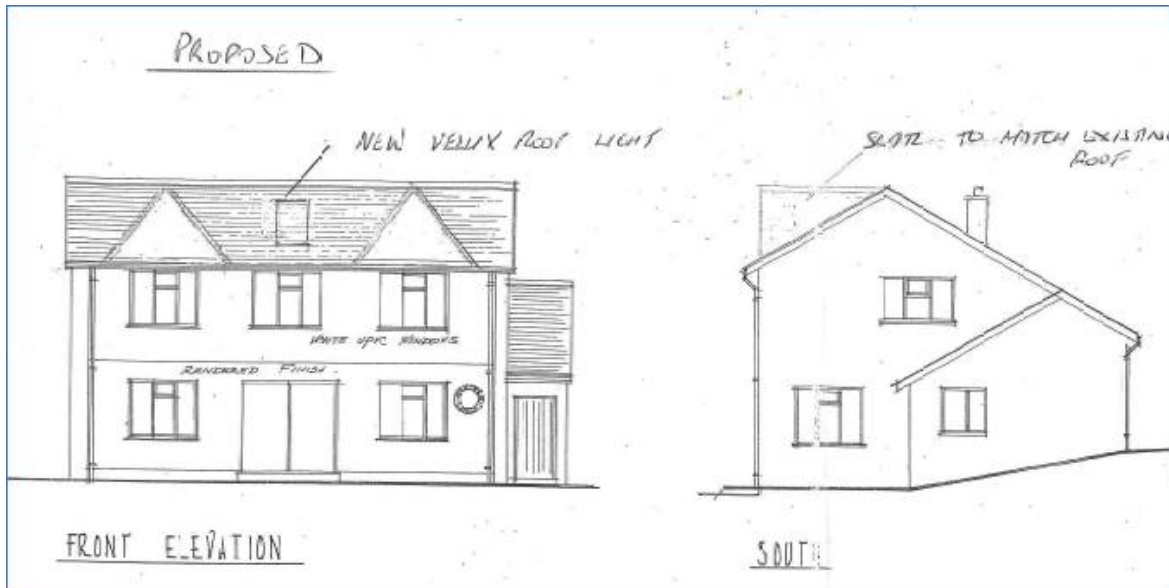 PROPOSED
NEW VELUX ROOF LIGHT
SLATE TO MATCH EXISTING
ROOF
WHITE UPVC WINDOWS
RENDERED FINISH
FRONT ELEVATION
SOUTH